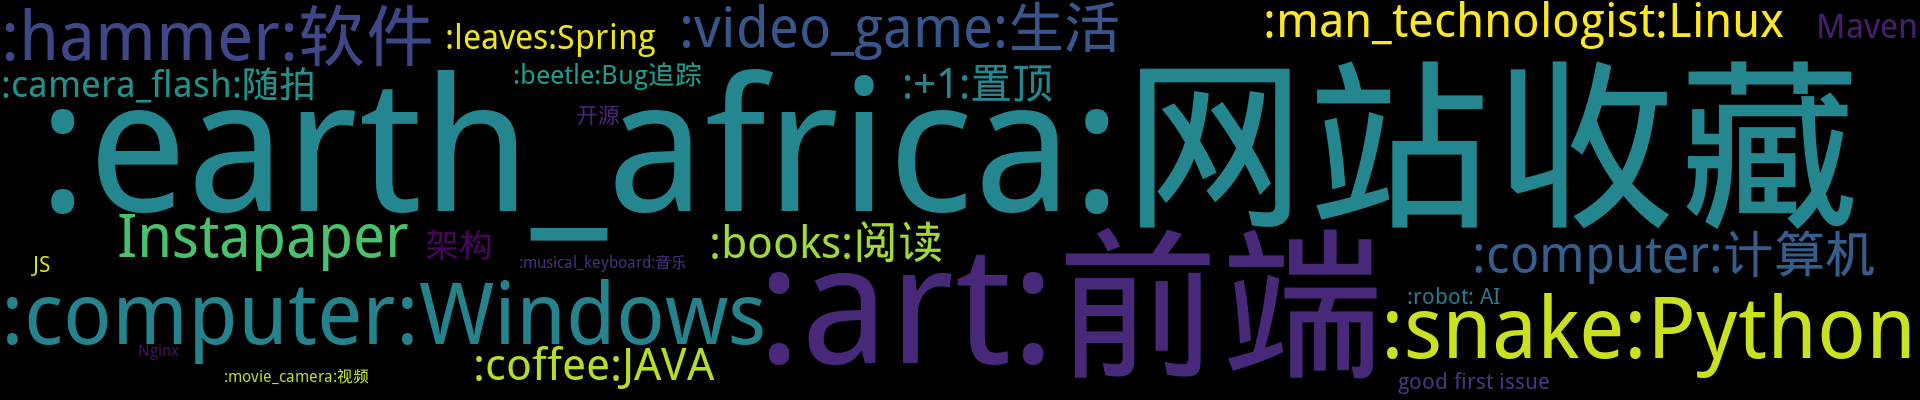 :hammer:软件
:leaves:Spring
:video_game:生活
:man_technologist:Linux
Maven
:camera_flash:随拍
:beetle:Bug追踪
:+1:置顶
开源
:earth_africa:网站收藏
Instapaper
架构
:musical_keyboard:音乐
:books:阅读
:computer:计算机
JS
:computer:Windows
:art:前端
:robot: AI
:snake:Python
Nginx
:movie_camera:视频
:coffee:JAVA
good first issue